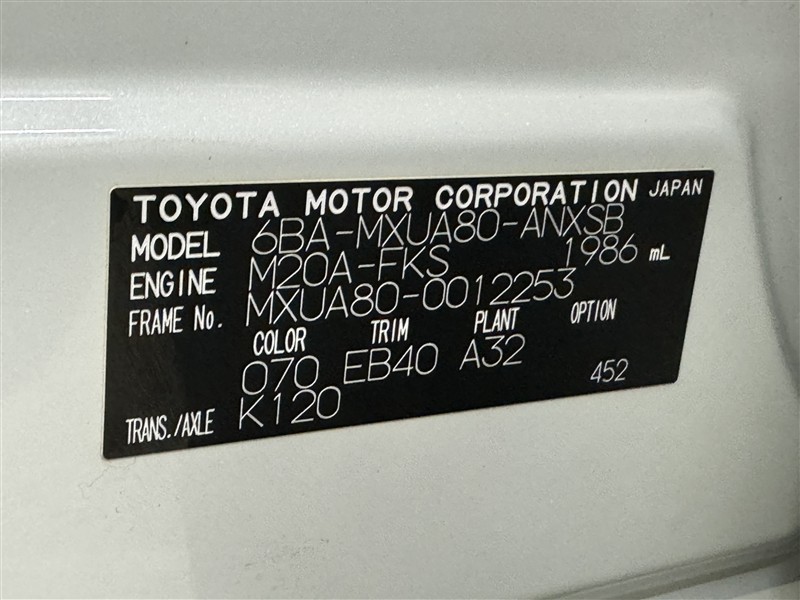 TOYOTA MOTOR CORPORATION JAPAN
MODEL 6BA-MXUA80-ANXSB
ENGINE M20A-FKS 1986 mL
FRAME No. MXUA80-0012253
COLOR TRIM PLANT OPTION
070 EB40 A32 452
TRANS./AXLE K120